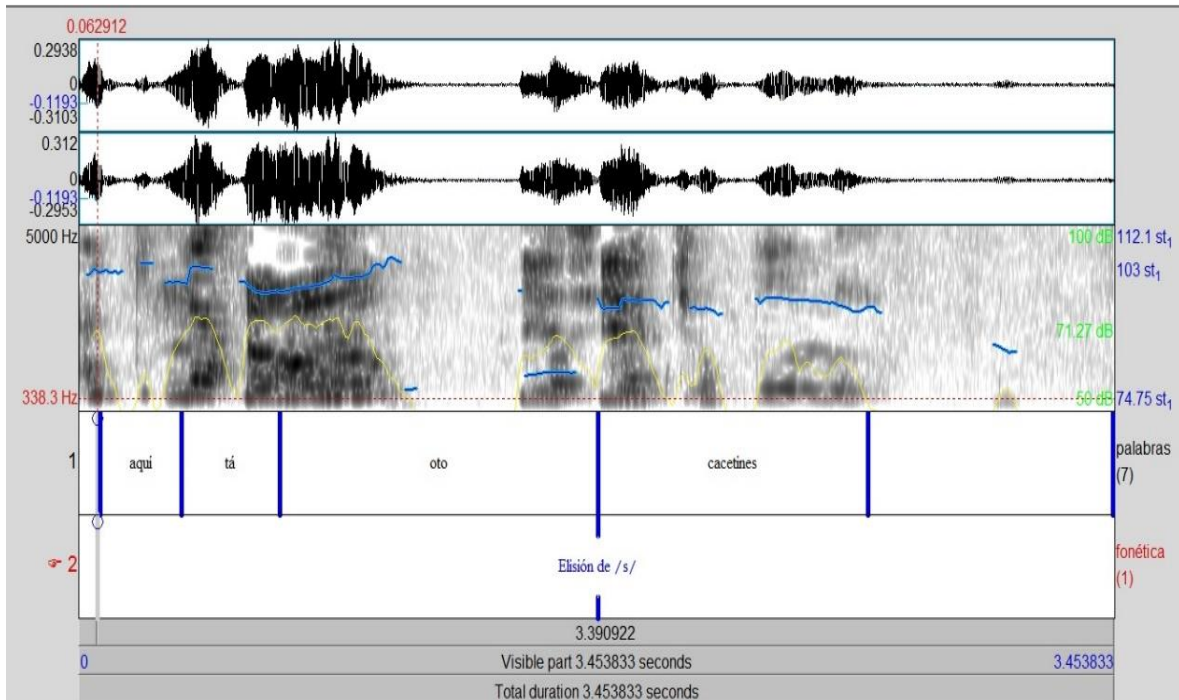 0.062912
0.2938
0
-0.1193
-0.3103
0.312
0
-0.1193
-0.2953
5000 Hz
338.3 Hz
100 dB
71.27 dB
50 dB
112.1 st1
103 st1
74.75 st1
1
aquí
tá
oto
cacetines
palabras
(7)
2
Elisión de /s/
fonética
(1)
3.390922
0
Visible part 3.453833 seconds
3.453833
Total duration 3.453833 seconds